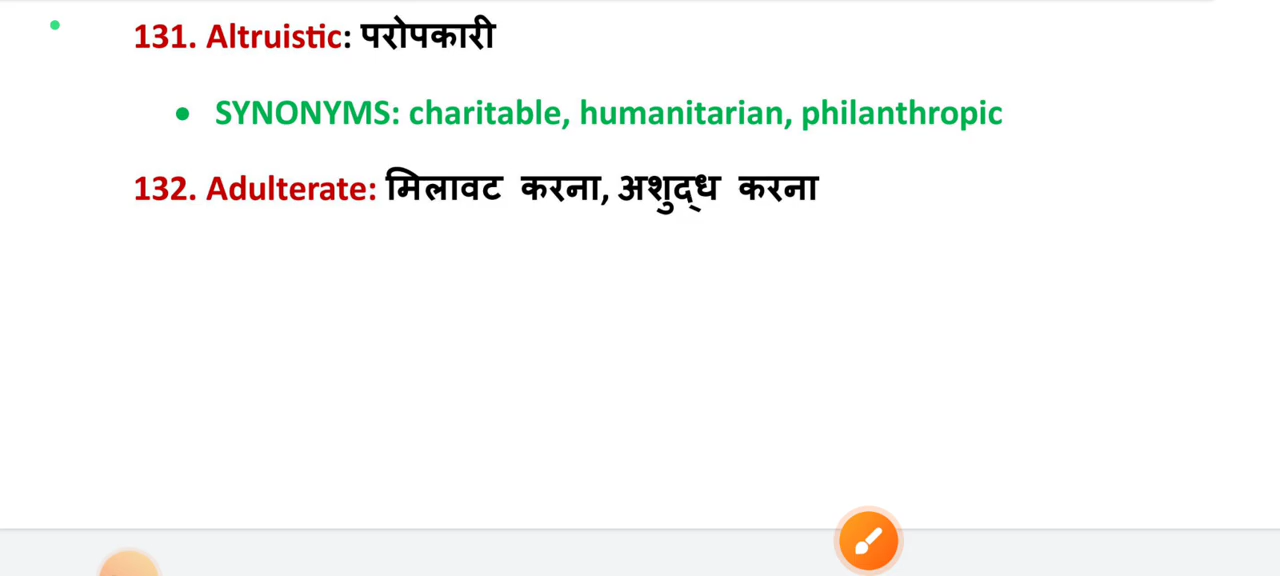 131. Altruistic: परोपकारी
• SYNONYMS: charitable, humanitarian, philanthropic
132. Adulterate: मिलावट करना, अशुद्ध करना